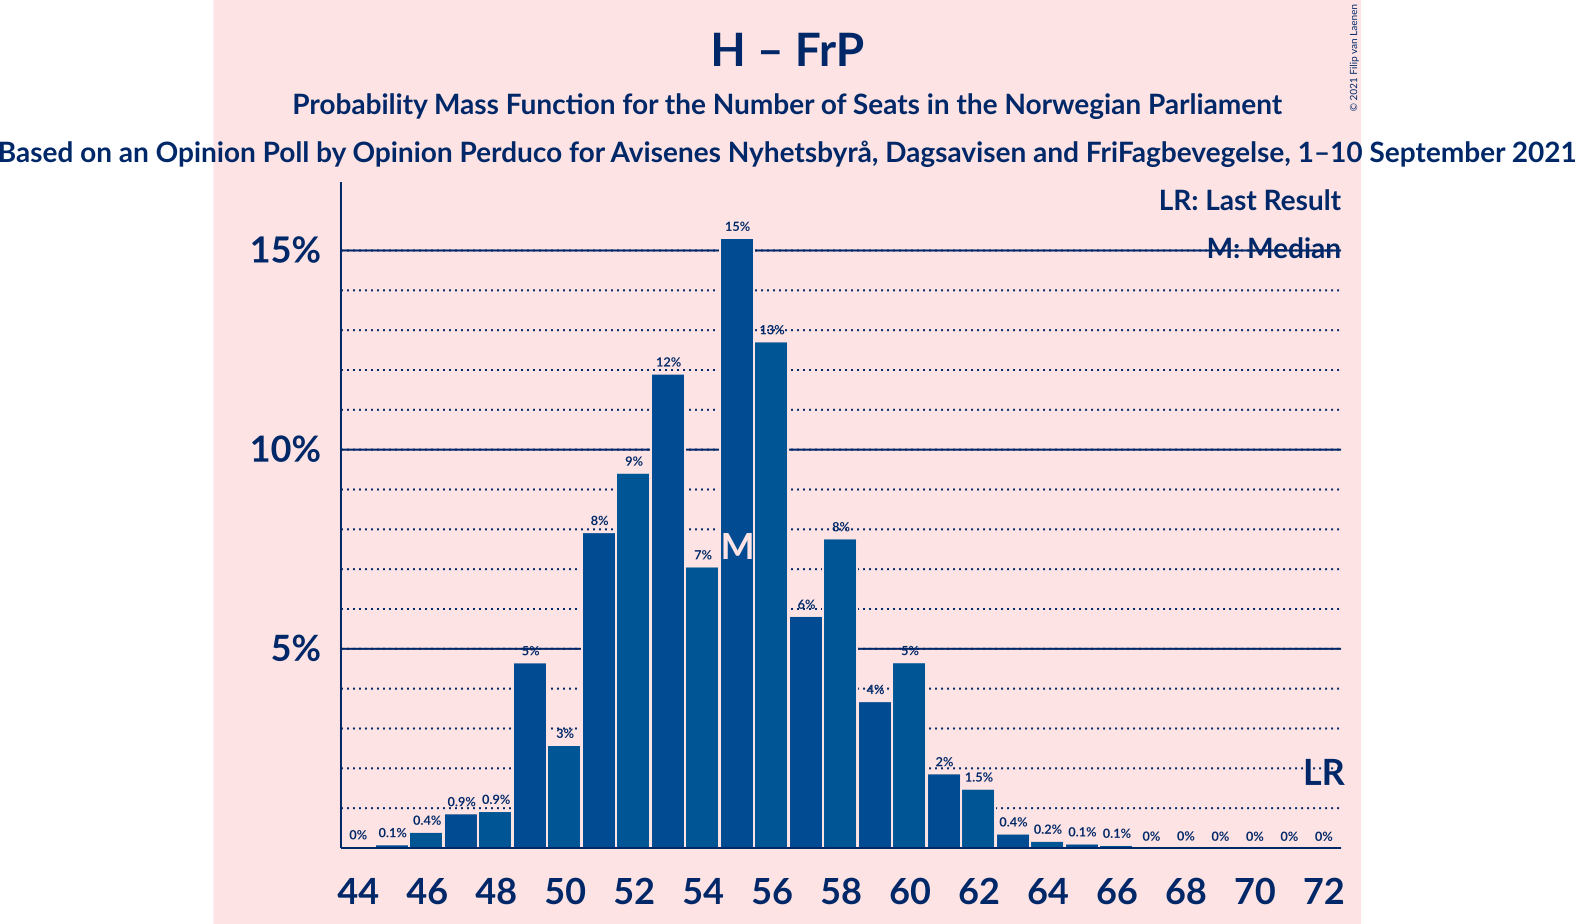 H – FrP
Probability Mass Function for the Number of Seats in the Norwegian Parliament
Based on an Opinion Poll by Opinion Perduco for Avisenes Nyhetsbyrå, Dagsavisen and FriFagbevegelse, 1–10 September 2021
© 2021 Filip van Laenen
LR: Last Result
M: Median
15%
10%
5%
0% 0.1% 0.4% 0.9% 0.9% 5% 3% 8% 9% 12% 7% 15% 13% 6% 8% 4% 5% 2% 1.5% 0.4% 0.2% 0.1% 0.1% 0% 0% 0% 0% 0% 0%
M
LR
44 46 48 50 52 54 56 58 60 62 64 66 68 70 72